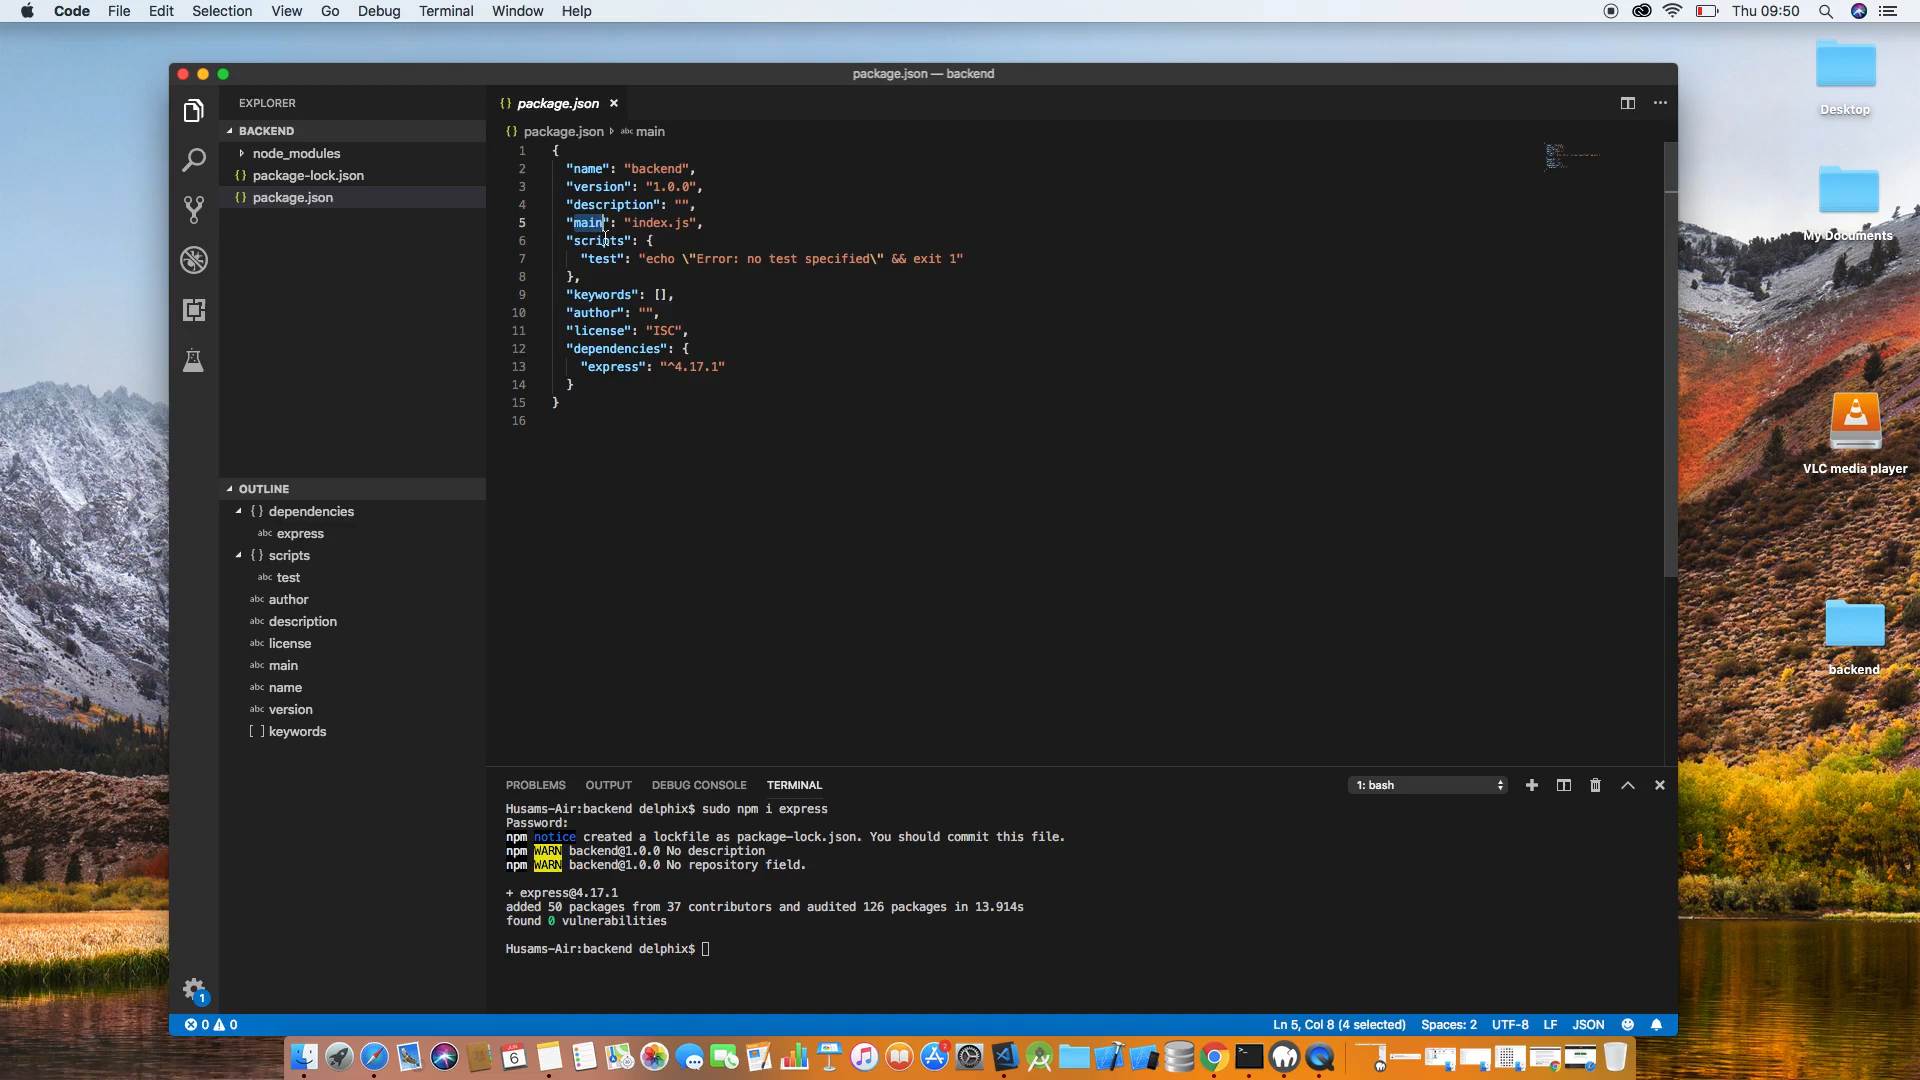 Code File Edit Selection View Go Debug Terminal Window Help
Thu 09:50
package.json — backend
EXPLORER
BACKEND
node_modules
{} package-lock.json
{} package.json
OUTLINE
{} dependencies
abc express
{} scripts
abc test
abc author
abc description
abc license
abc main
abc name
abc version
[ ] keywords
{} package.json ×
{} package.json abc main
1 {
2 "name": "backend",
3 "version": "1.0.0",
4 "description": "",
5 "main": "index.js",
6 "scripts": {
7 "test": "echo \"Error: no test specified\" && exit 1"
8 },
9 "keywords": [],
10 "author": "",
11 "license": "ISC",
12 "dependencies": {
13 "express": "^4.17.1"
14 }
15 }
16
PROBLEMS OUTPUT DEBUG CONSOLE TERMINAL
1: bash
Husams-Air:backend delphix$ sudo npm i express
Password:
npm notice created a lockfile as package-lock.json. You should commit this file.
npm WARN backend@1.0.0 No description
npm WARN backend@1.0.0 No repository field.
+ express@4.17.1
added 50 packages from 37 contributors and audited 126 packages in 13.914s
found 0 vulnerabilities
Husams-Air:backend delphix$
1
0 0
Ln 5, Col 8 (4 selected) Spaces: 2 UTF-8 LF JSON
Desktop
My Documents
VLC media player
backend
6
2